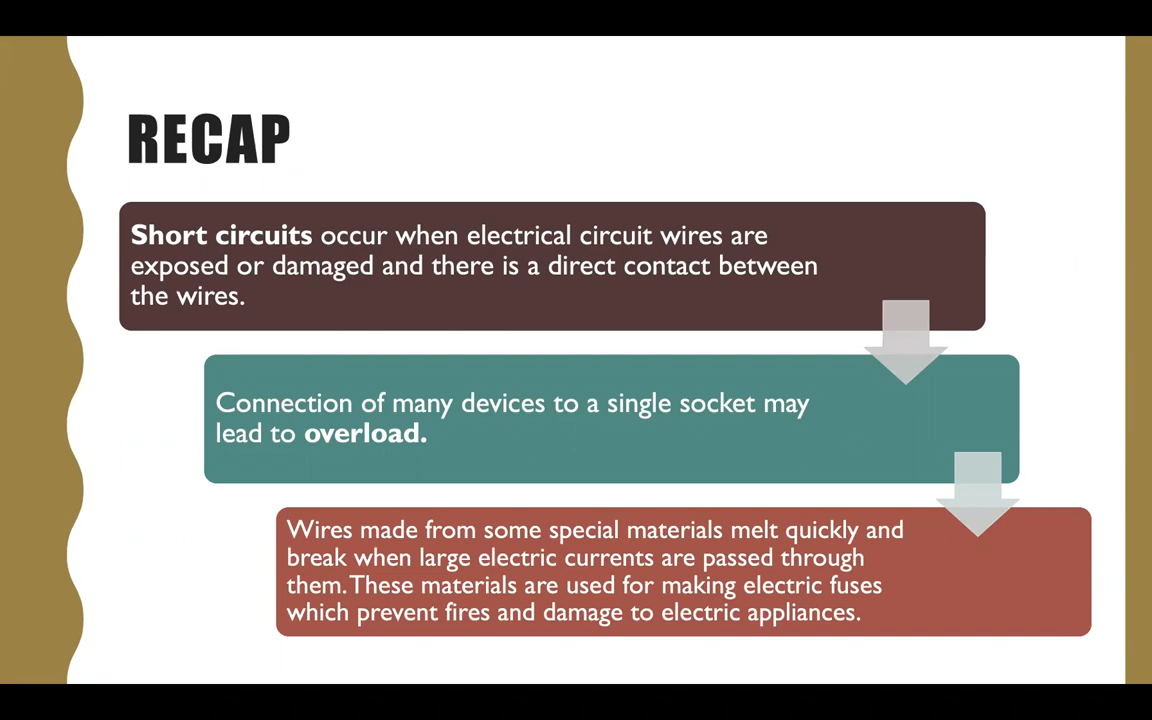 RECAP
Short circuits occur when electrical circuit wires are
exposed or damaged and there is a direct contact between
the wires.
Connection of many devices to a single socket may
lead to overload.
Wires made from some special materials melt quickly and
break when large electric currents are passed through
them. These materials are used for making electric fuses
which prevent fires and damage to electric appliances.